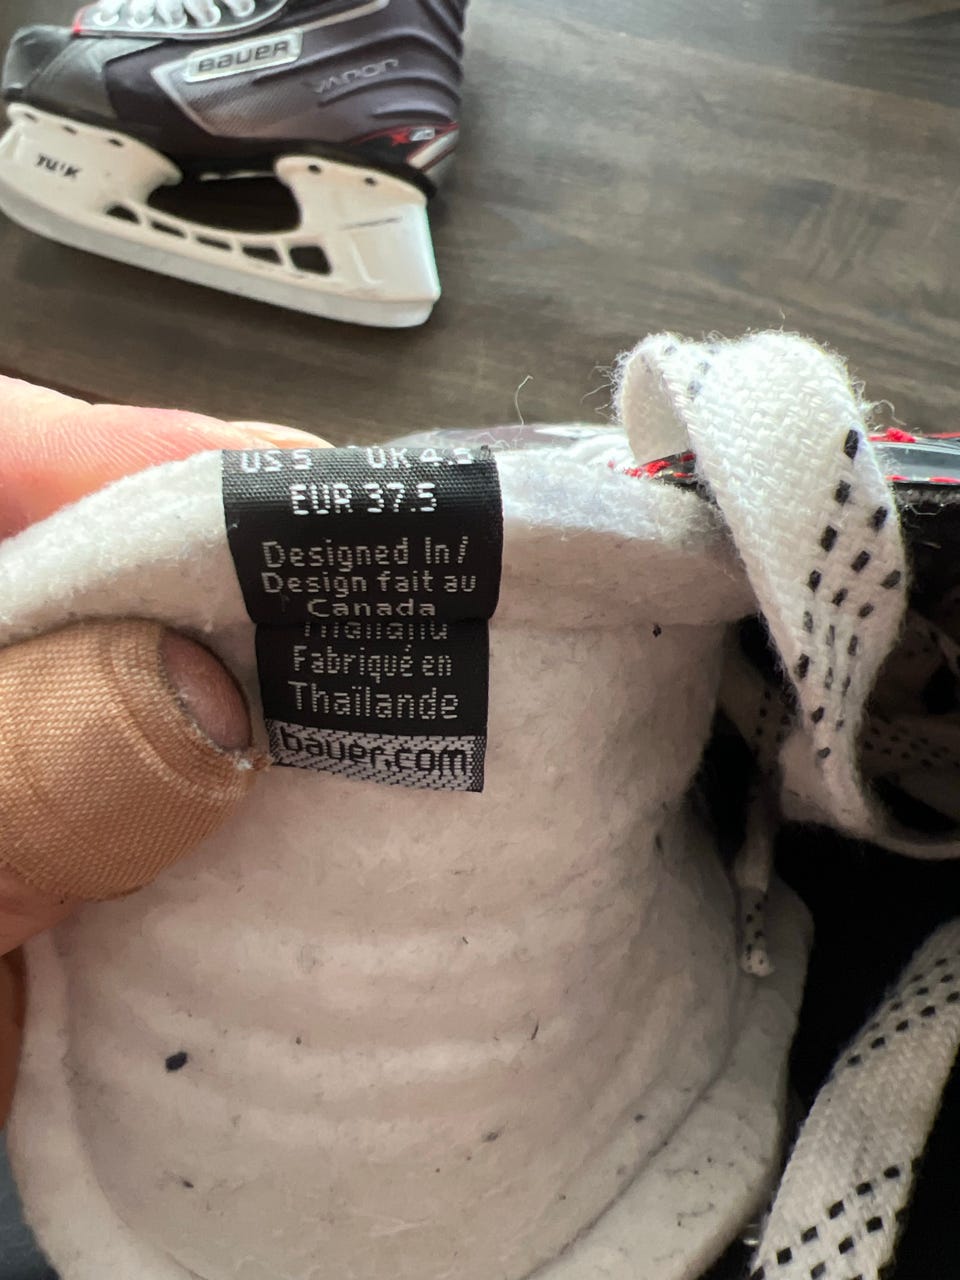 BAUER
VAPOR
TUUK
US 5 UK 4.5
EUR 37.5
Designed In/
Design fait au
Canada
Fabriqué en
Thaïlande
bauer.com